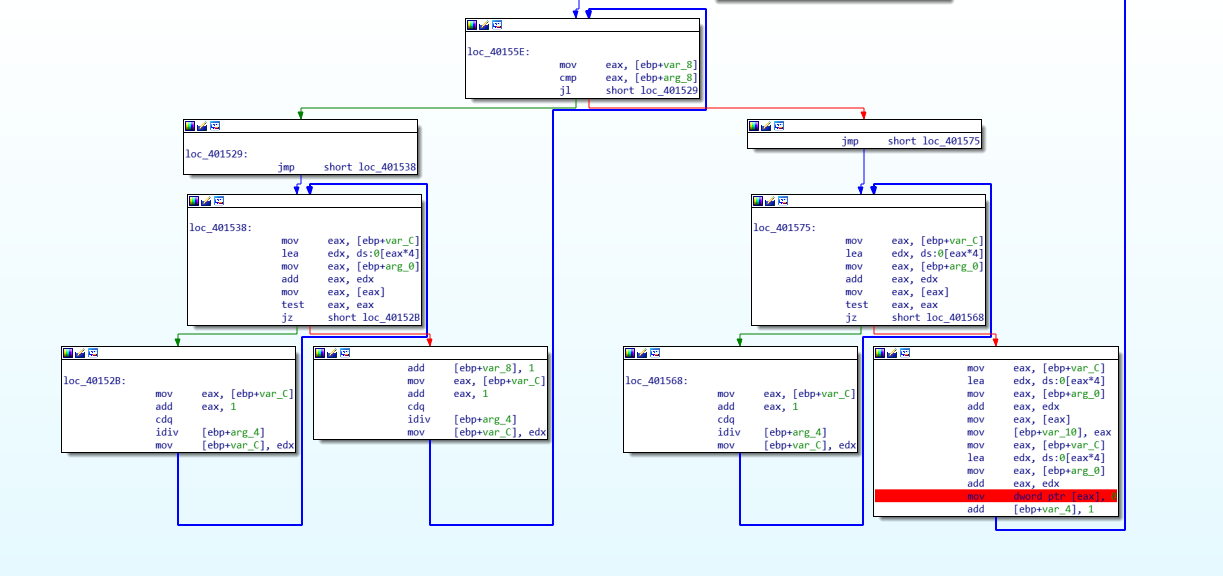 loc_40155E:
mov eax, [ebp+var_8]
cmp eax, [ebp+arg_8]
jl short loc_401529
loc_401529:
jmp short loc_401538
jmp short loc_401575
loc_401538:
mov eax, [ebp+var_C]
lea edx, ds:0[eax*4]
mov eax, [ebp+arg_0]
add eax, edx
mov eax, [eax]
test eax, eax
jz short loc_40152B
loc_401575:
mov eax, [ebp+var_C]
lea edx, ds:0[eax*4]
mov eax, [ebp+arg_0]
add eax, edx
mov eax, [eax]
test eax, eax
jz short loc_401568
loc_40152B:
mov eax, [ebp+var_C]
add eax, 1
cdq
idiv [ebp+arg_4]
mov [ebp+var_C], edx
add [ebp+var_8], 1
mov eax, [ebp+var_C]
add eax, 1
cdq
idiv [ebp+arg_4]
mov [ebp+var_C], edx
loc_401568:
mov eax, [ebp+var_C]
add eax, 1
cdq
idiv [ebp+arg_4]
mov [ebp+var_C], edx
mov eax, [ebp+var_C]
lea edx, ds:0[eax*4]
mov eax, [ebp+arg_0]
add eax, edx
mov eax, [eax]
mov [ebp+var_10], eax
mov eax, [ebp+var_C]
lea edx, ds:0[eax*4]
mov eax, [ebp+arg_0]
add eax, edx
mov dword ptr [eax],
add [ebp+var_4], 1